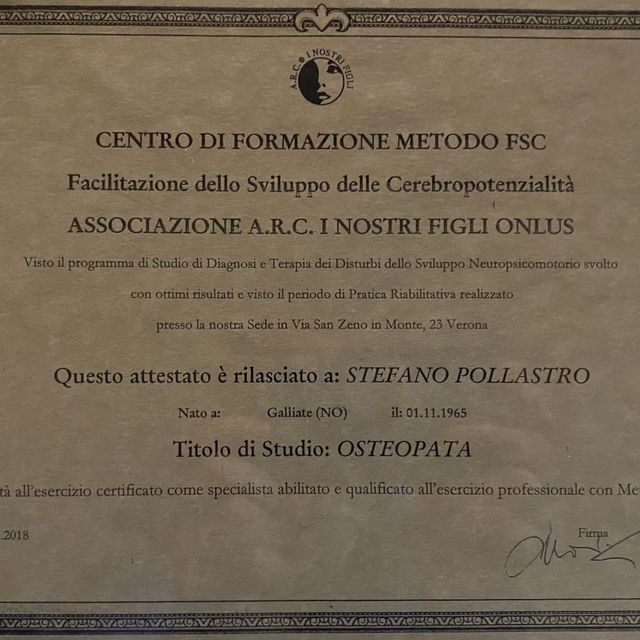 A.R.C. I NOSTRI FIGLI
CENTRO DI FORMAZIONE METODO FSC
Facilitazione dello Sviluppo delle Cerebropotenzialità
ASSOCIAZIONE A.R.C. I NOSTRI FIGLI ONLUS
Visto il programma di Studio di Diagnosi e Terapia dei Disturbi dello Sviluppo Neuropsicomotorio svolto
con ottimi risultati e visto il periodo di Pratica Riabilitativa realizzato
presso la nostra Sede in Via San Zeno in Monte, 23 Verona
Questo attestato è rilasciato a: STEFANO POLLASTRO
Nato a: Galliate (NO) il: 01.11.1965
Titolo di Studio: OSTEOPATA
tà all'esercizio certificato come specialista abilitato e qualificato all'esercizio professionale con Me
.2018
Firma